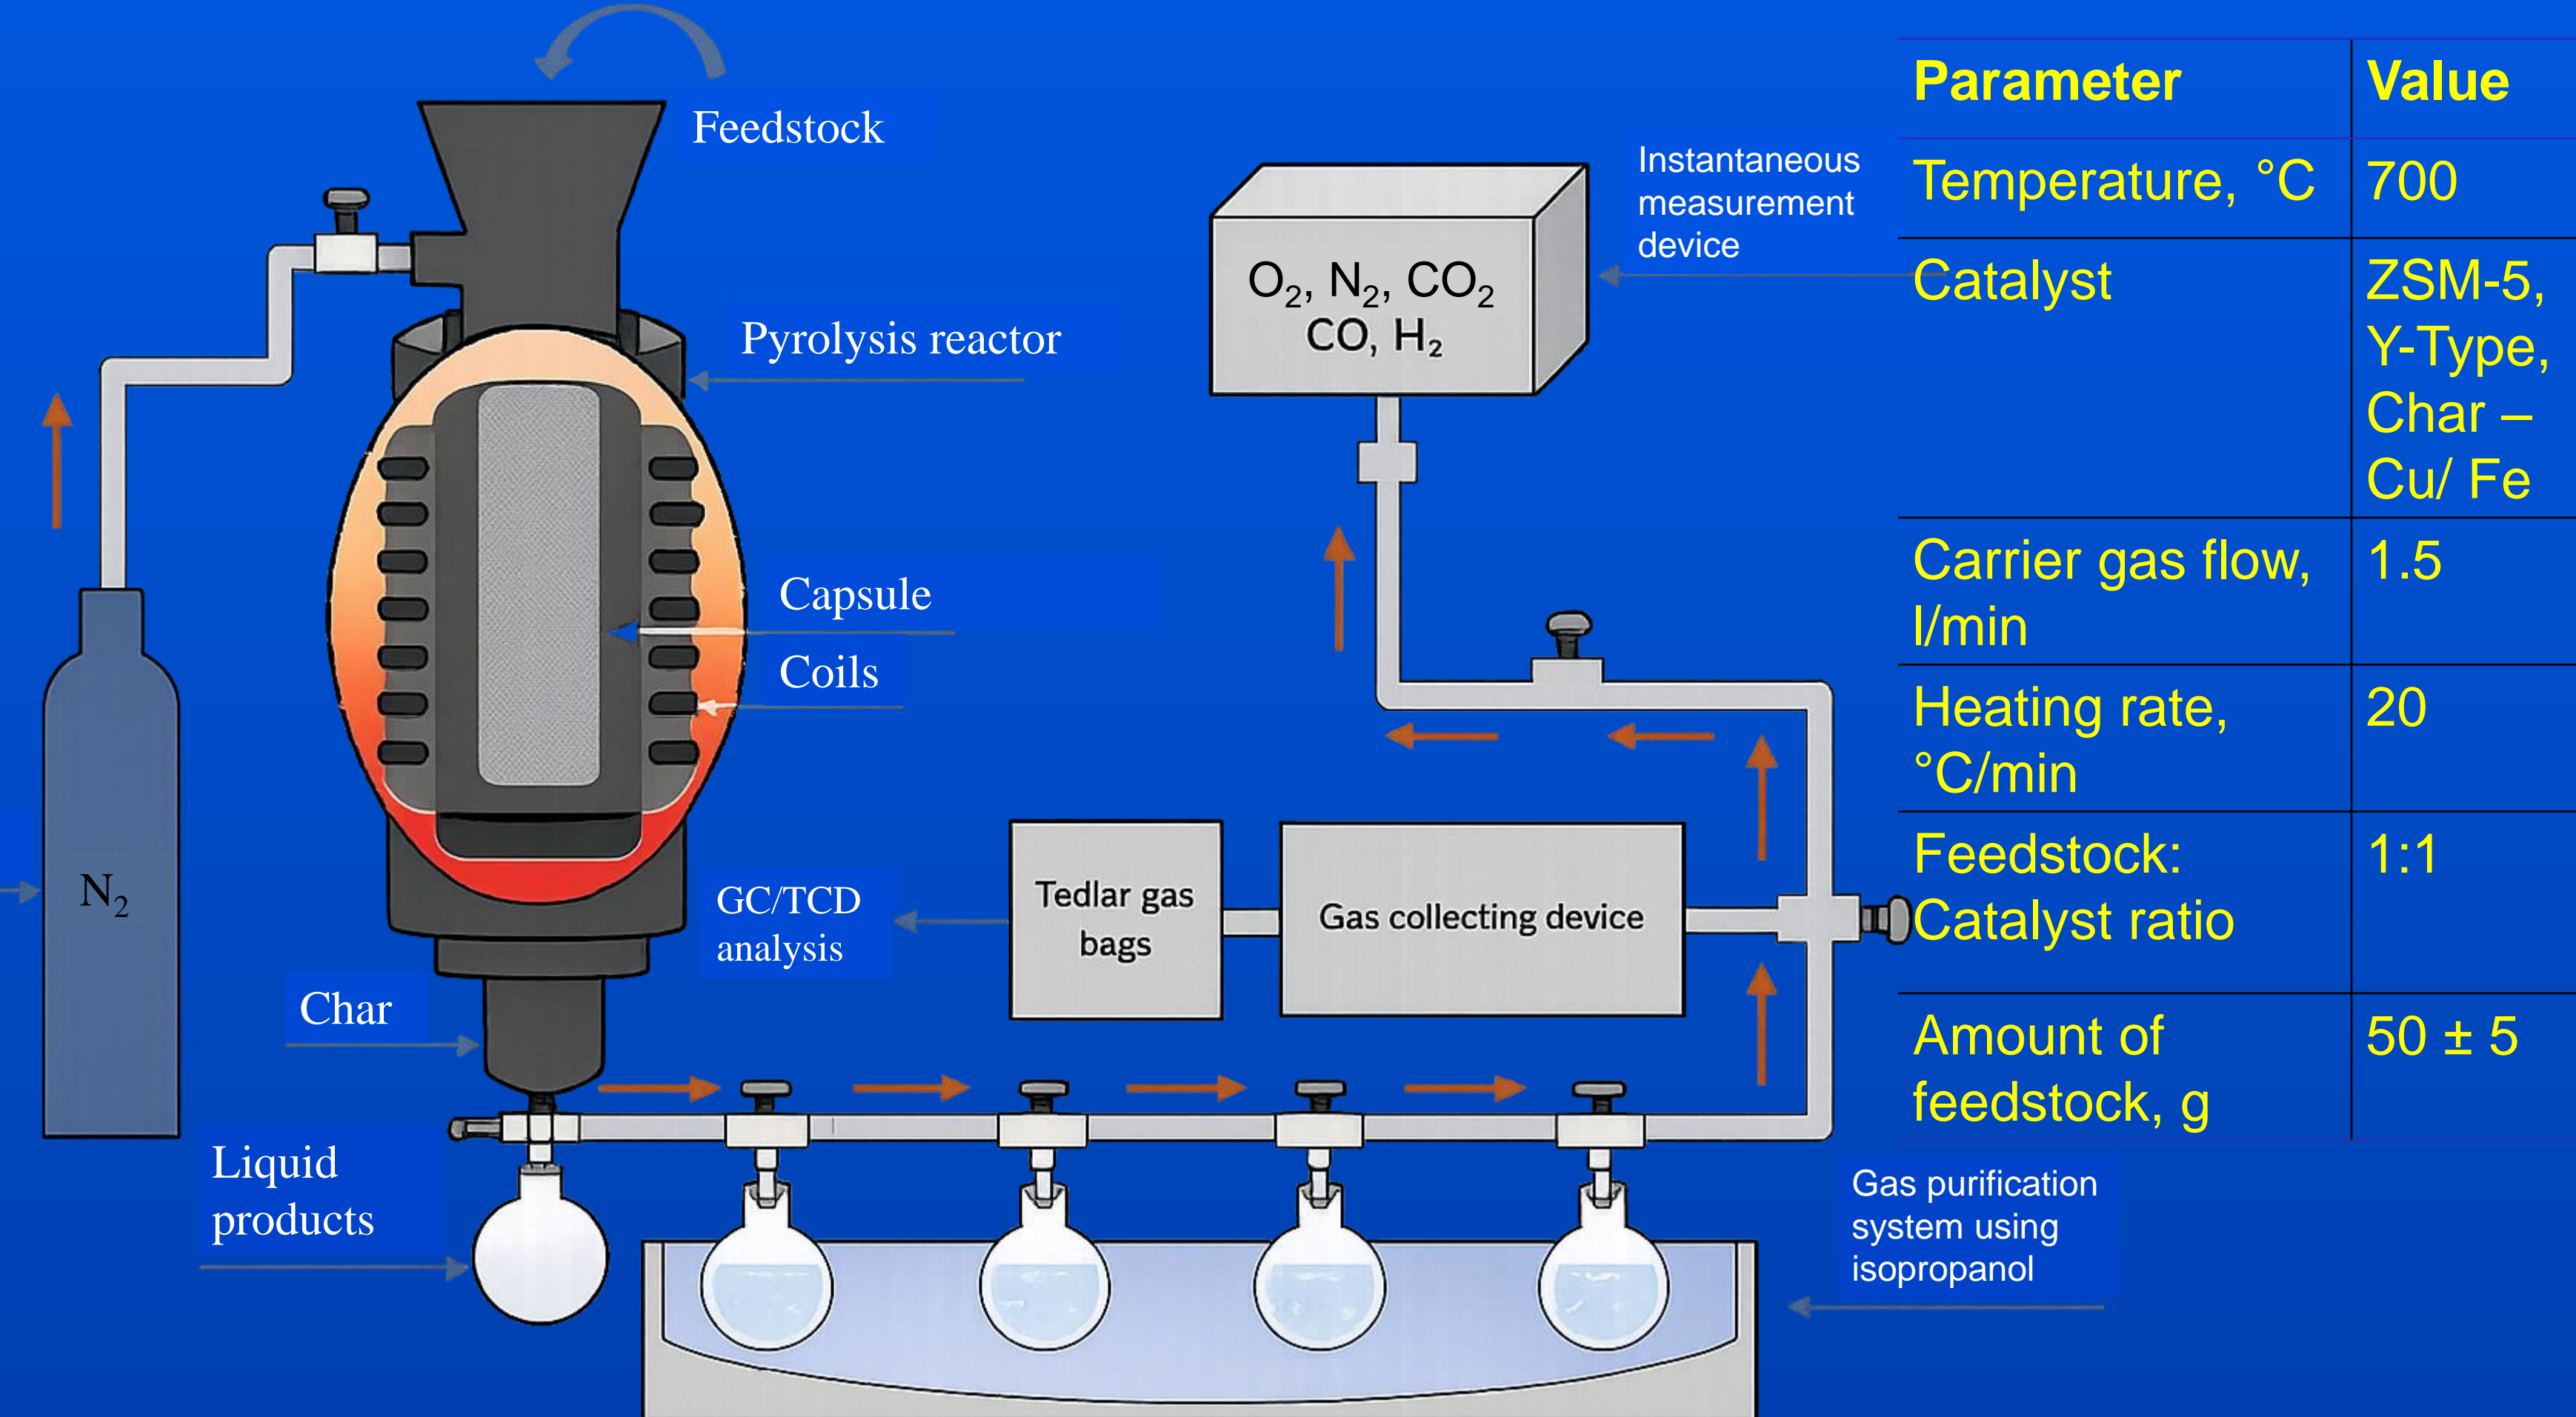 Feedstock
Pyrolysis reactor
Capsule
Coils
N₂
Char
Liquid
products
GC/TCD
analysis
Tedlar gas
bags
Gas collecting device
O₂, N₂, CO₂
CO, H₂
Instantaneous
measurement
device
Gas purification
system using
isopropanol
Parameter Value
Temperature, °C 700
Catalyst ZSM-5,
Y-Type,
Char –
Cu/ Fe
Carrier gas flow, 1.5
l/min
Heating rate, 20
°C/min
Feedstock: 1:1
Catalyst ratio
Amount of 50 ± 5
feedstock, g